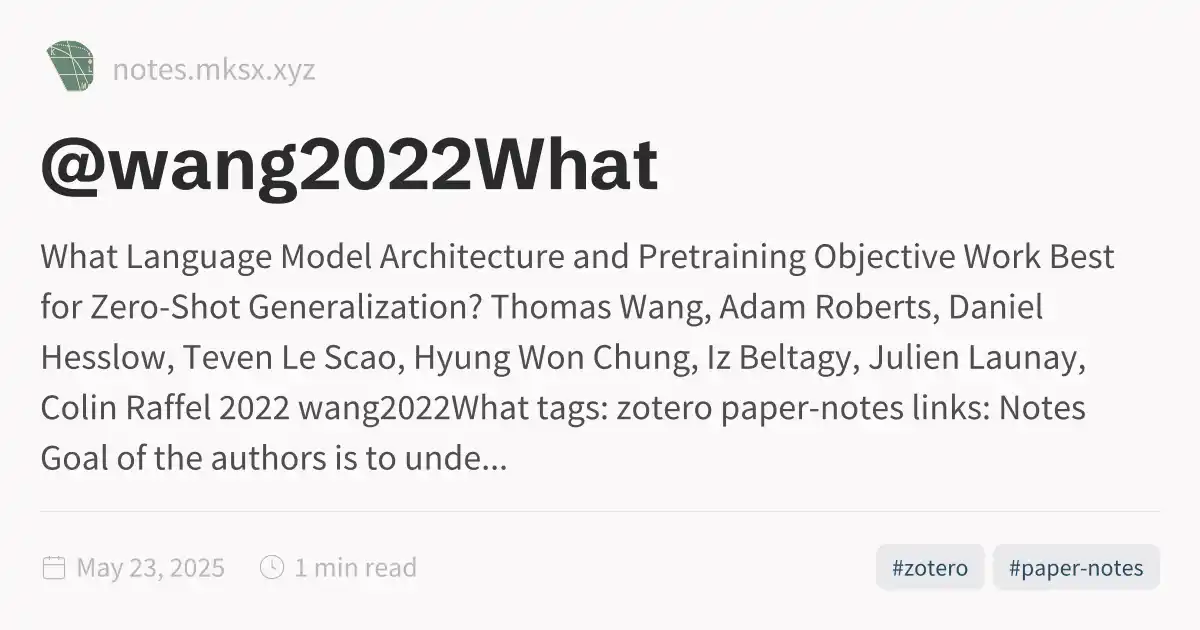 notes.mksx.xyz
@wang2022What
What Language Model Architecture and Pretraining Objective Work Best
for Zero-Shot Generalization? Thomas Wang, Adam Roberts, Daniel
Hesslow, Teven Le Scao, Hyung Won Chung, Iz Beltagy, Julien Launay,
Colin Raffel 2022 wang2022What tags: zotero paper-notes links: Notes
Goal of the authors is to unde...
May 23, 2025 1 min read #zotero #paper-notes